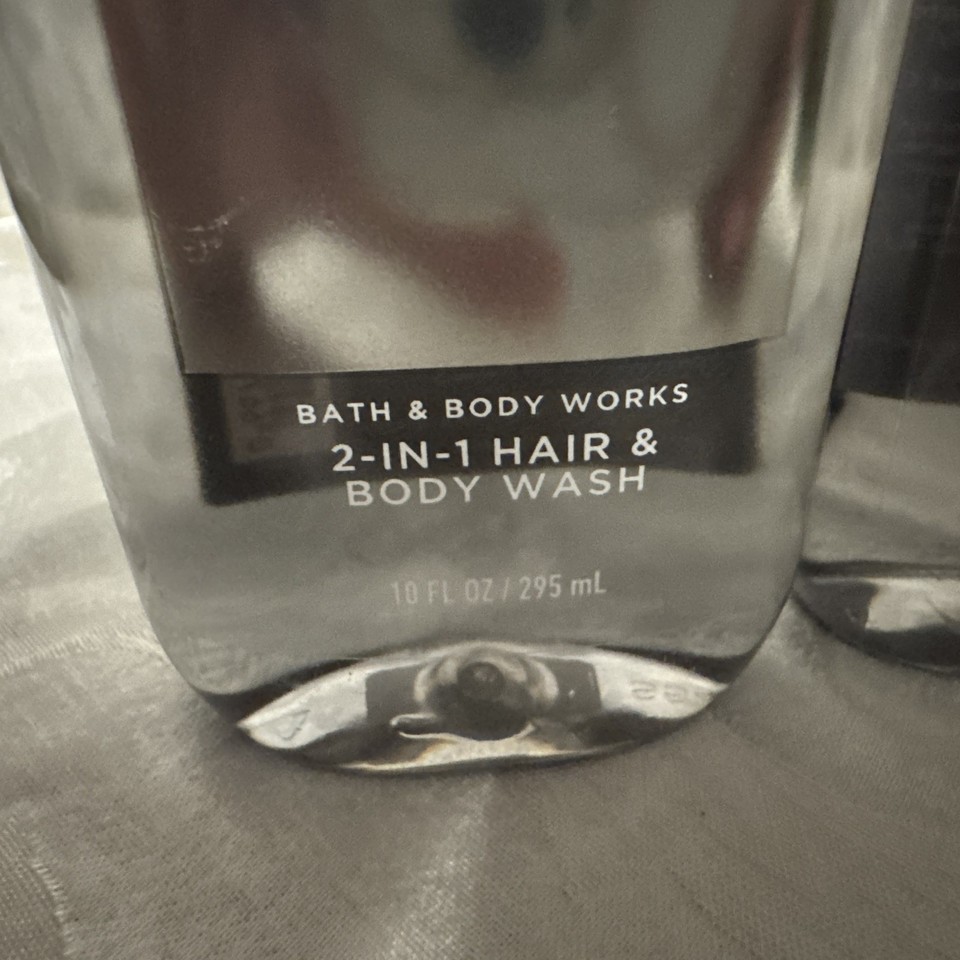 BATH & BODY WORKS
2-IN-1 HAIR &
BODY WASH
10 FL OZ / 295 mL